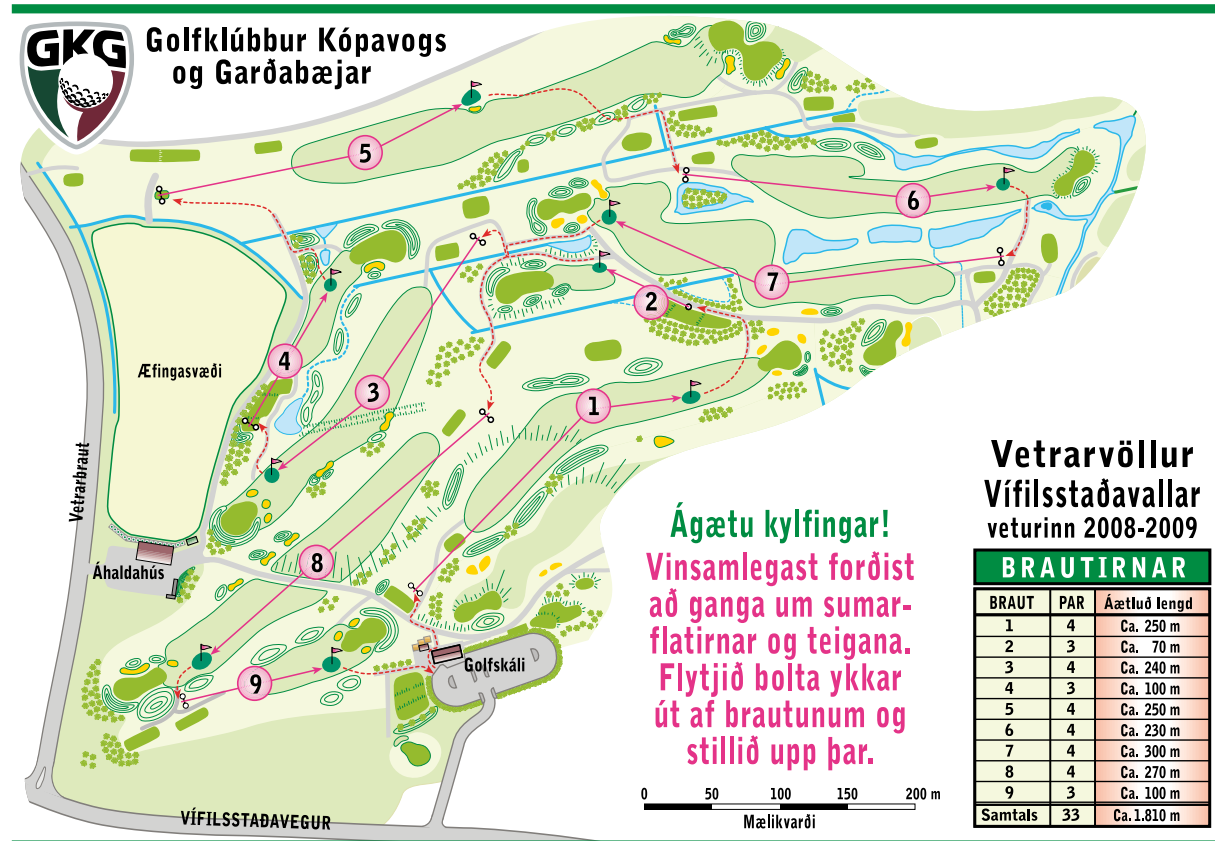 GKG
Golfklúbbur Kópavogs
og Garðabæjar
5
6
7
2
4
3
1
8
9
Æfingasvæði
Vetrarbraut
Áhaldahús
Golfskáli
VÍFILSSTAÐAVEGUR
Ágætu kylfingar!
Vinsamlegast forðist
að ganga um sumar-
flatirnar og teigana.
Flytjið bolta ykkar
út af brautunum og
stillið upp þar.
0 50 100 150 200 m
Mælikvarði
Vetrarvöllur
Vífilsstaðavallar
veturinn 2008-2009
BRAUTIRNAR
BRAUT PAR Áætluð lengd
1 4 Ca. 250 m
2 3 Ca. 70 m
3 4 Ca. 240 m
4 3 Ca. 100 m
5 4 Ca. 250 m
6 4 Ca. 230 m
7 4 Ca. 300 m
8 4 Ca. 270 m
9 3 Ca. 100 m
Samtals 33 Ca. 1.810 m